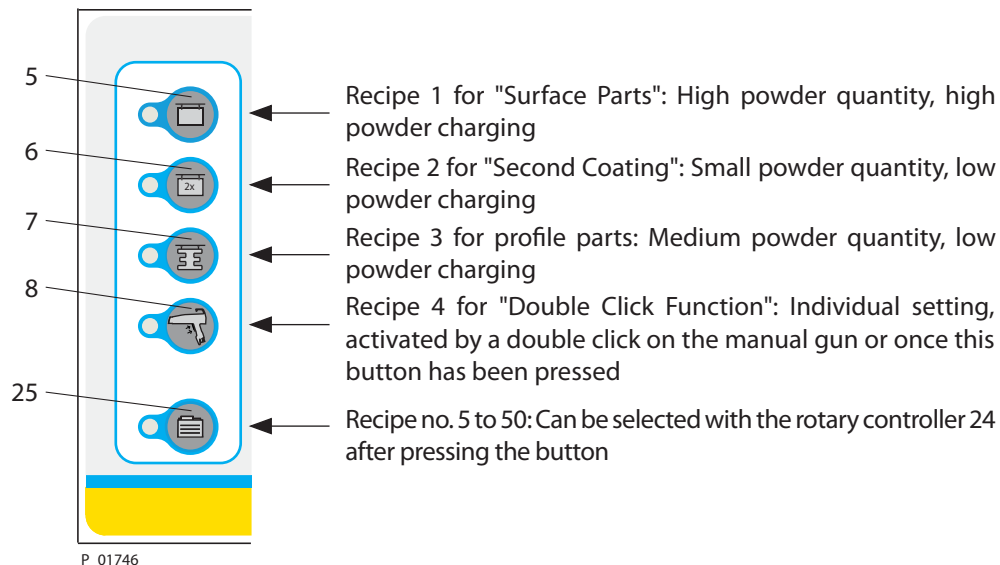 5
Recipe 1 for "Surface Parts": High powder quantity, high
powder charging
6
2x
Recipe 2 for "Second Coating": Small powder quantity, low
powder charging
7
Recipe 3 for profile parts: Medium powder quantity, low
powder charging
8
Recipe 4 for "Double Click Function": Individual setting,
activated by a double click on the manual gun or once this
button has been pressed
25
Recipe no. 5 to 50: Can be selected with the rotary controller 24
after pressing the button
P_01746